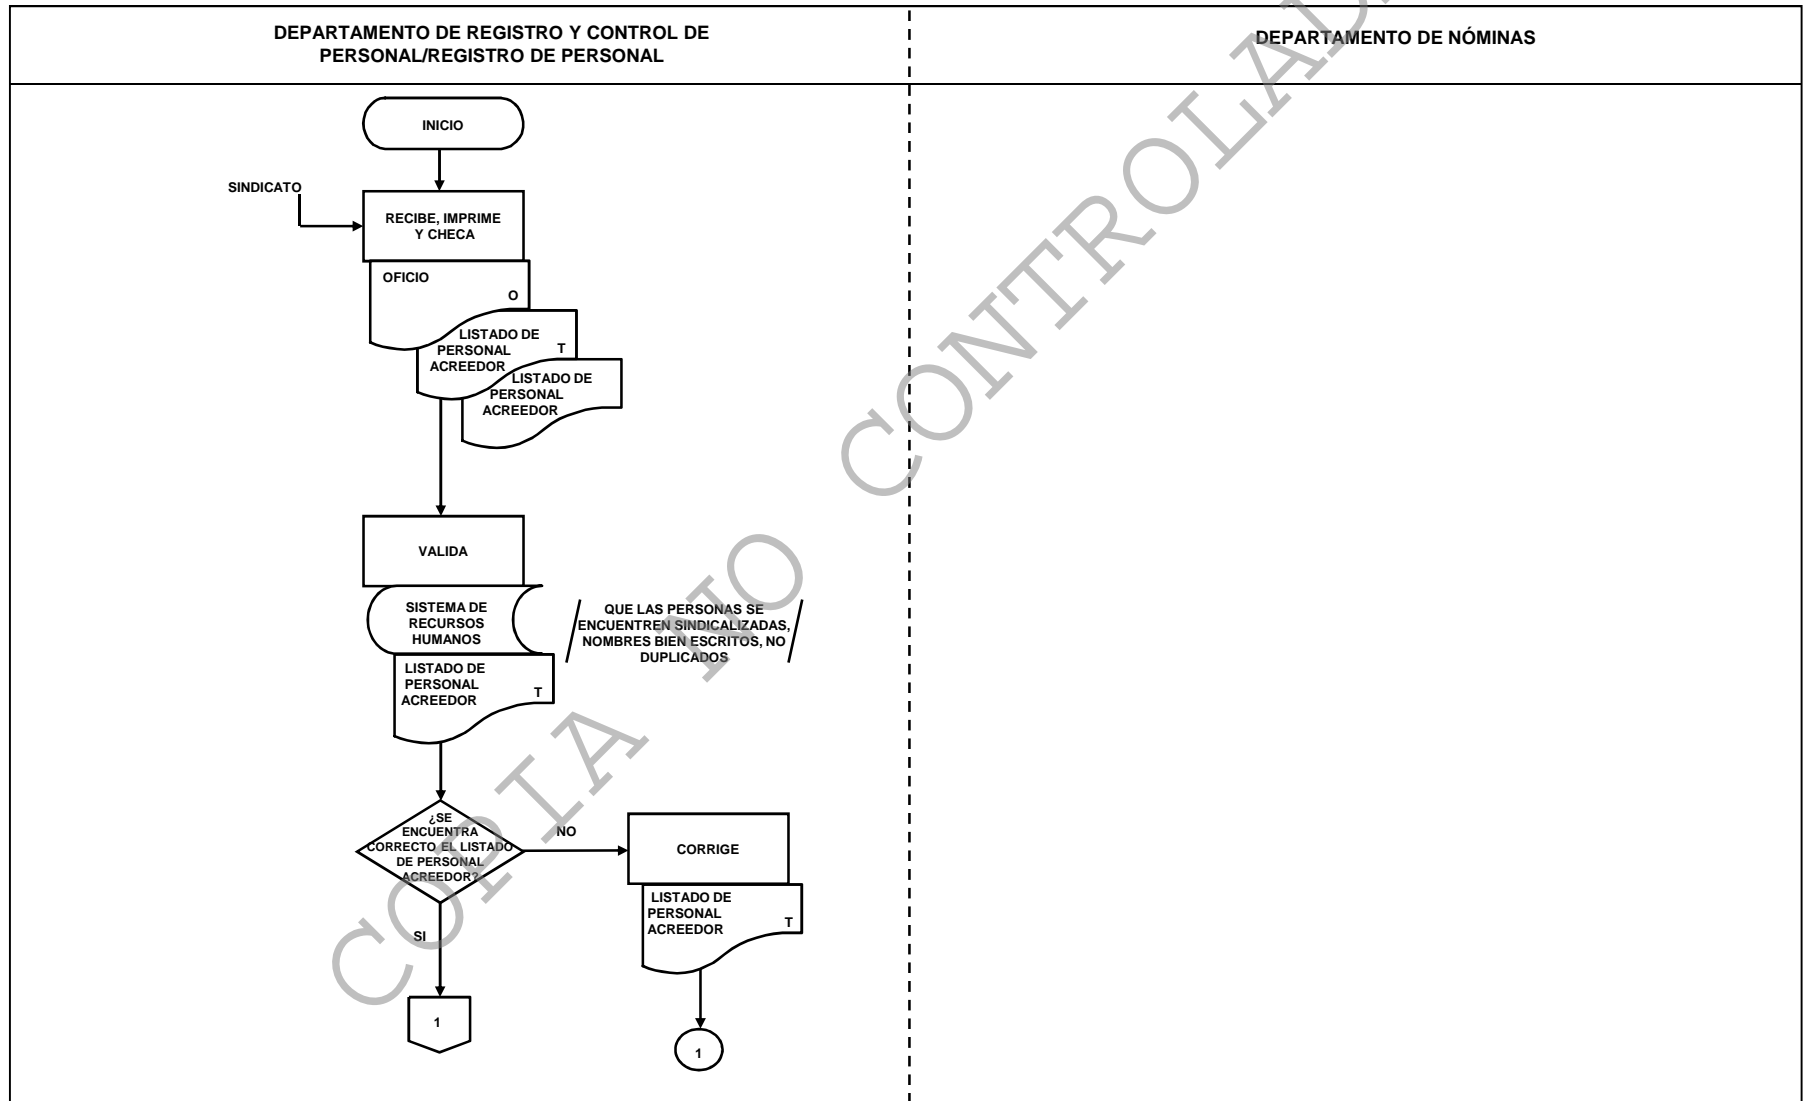 DEPARTAMENTO DE REGISTRO Y CONTROL DE
PERSONAL/REGISTRO DE PERSONAL
DEPARTAMENTO DE NÓMINAS
INICIO
SINDICATO
RECIBE, IMPRIME
Y CHECA
OFICIO
O
LISTADO DE
PERSONAL
ACREEDOR
T
LISTADO DE
PERSONAL
ACREEDOR
VALIDA
SISTEMA DE
RECURSOS
HUMANOS
QUE LAS PERSONAS SE
ENCUENTREN SINDICALIZADAS,
NOMBRES BIEN ESCRITOS, NO
DUPLICADOS
LISTADO DE
PERSONAL
ACREEDOR
T
¿SE
ENCUENTRA
CORRECTO EL LISTADO
DE PERSONAL
ACREEDOR?
NO
CORRIGE
LISTADO DE
PERSONAL
ACREEDOR
T
SI
1
1
COPIA NO CONTROLAD